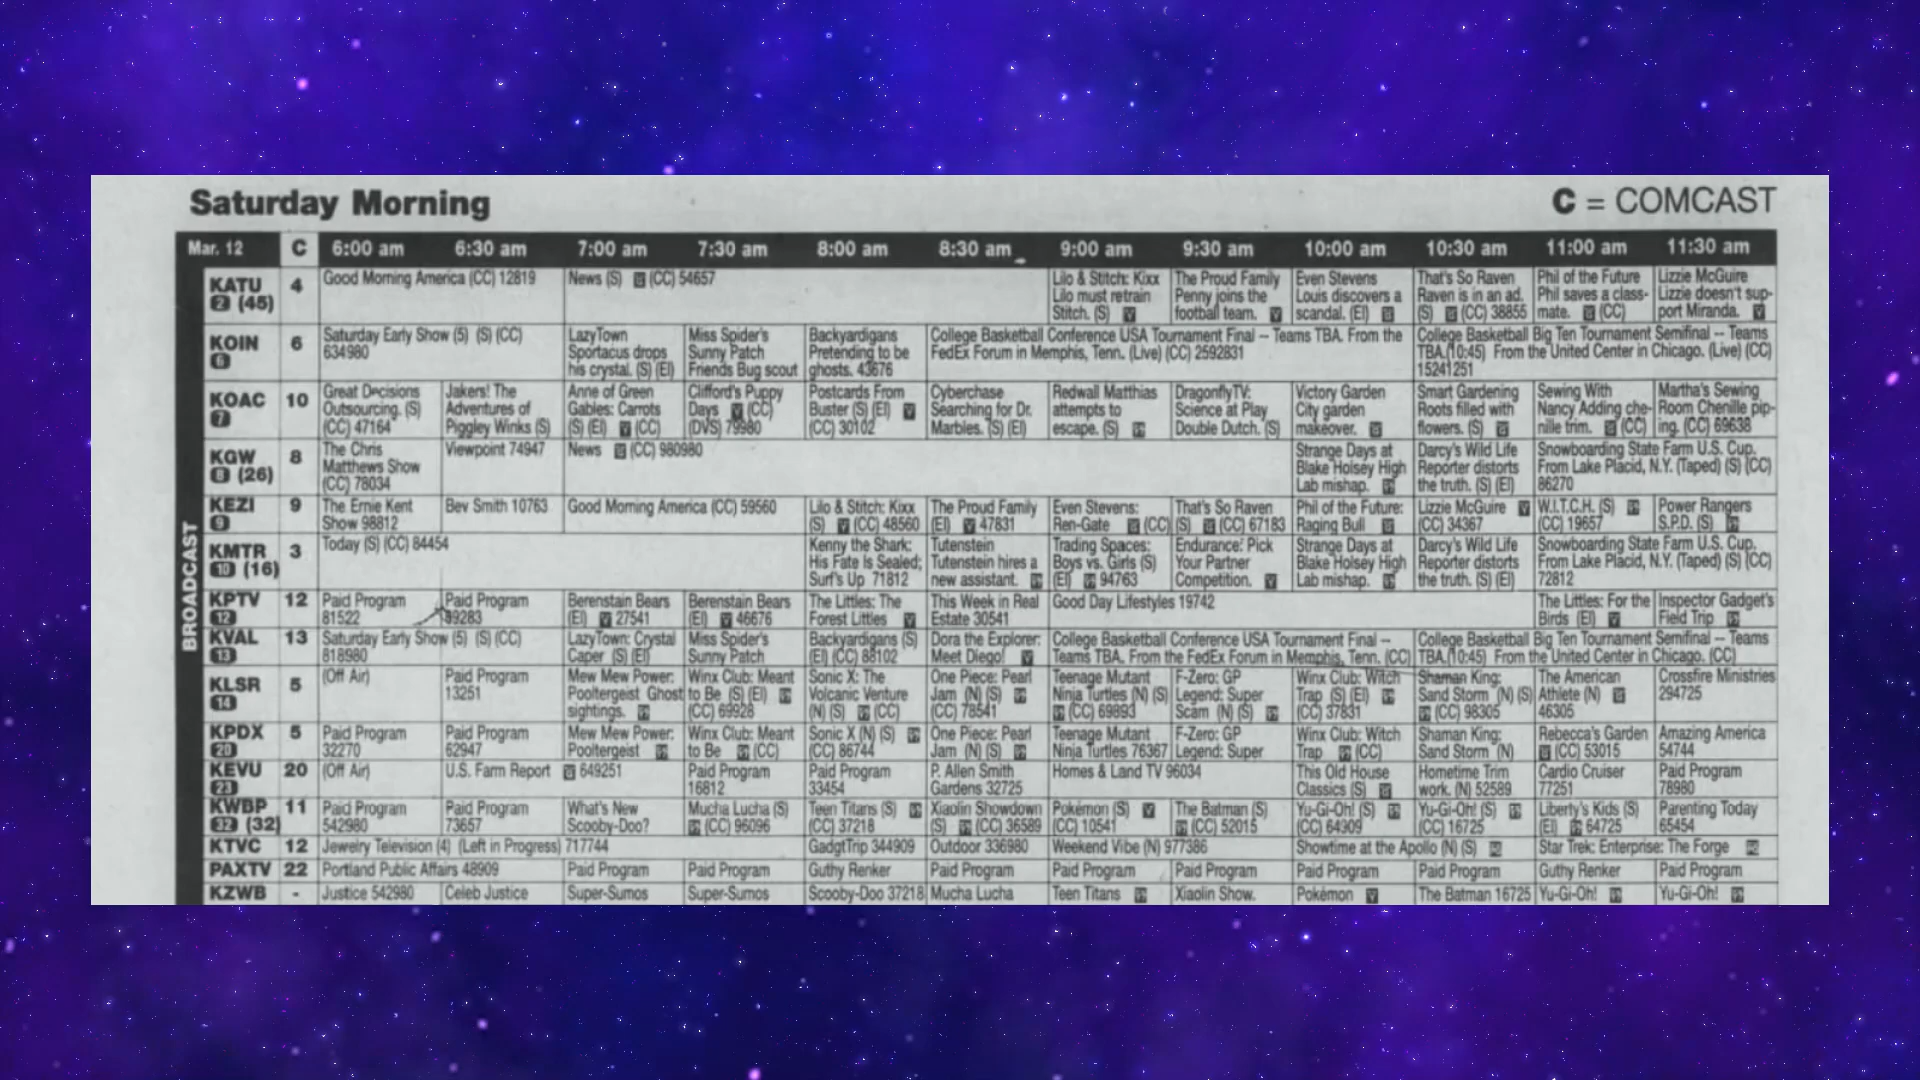 Saturday Morning
C = COMCAST
Mar. 12 C 6:00 am 6:30 am 7:00 am 7:30 am 8:00 am 8:30 am 9:00 am 9:30 am 10:00 am 10:30 am 11:00 am 11:30 am
BROADCAST
KATU
2 (45)
4
Good Morning America (CC) 12819
News (S) (CC) 54657
Lilo & Stitch: Kixx
Lilo must retrain
Stitch. (S)
The Proud Family
Penny joins the
football team.
Even Stevens
Louis discovers a
scandal. (EI)
That's So Raven
Raven is in an ad.
(S) (CC) 38855
Phil of the Future
Phil saves a class-
mate. (CC)
Lizzie McGuire
Lizzie doesn't sup-
port Miranda.
KOIN
6
6
Saturday Early Show (5) (S) (CC)
634980
LazyTown
Sportacus drops
his crystal. (S) (EI)
Miss Spider's
Sunny Patch
Friends Bug scout
Backyardigans
Pretending to be
ghosts. 43676
College Basketball Conference USA Tournament Final -- Teams TBA. From the
FedEx Forum in Memphis, Tenn. (Live) (CC) 2592831
College Basketball Big Ten Tournament Semifinal -- Teams
TBA.(10:45) From the United Center in Chicago. (Live) (CC)
15241251
KOAC
7
10
Great Decisions
Outsourcing. (S)
(CC) 47164
Jakers! The
Adventures of
Piggley Winks (S)
Anne of Green
Gables: Carrots
(S) (EI) (CC)
Clifford's Puppy
Days (CC)
(DVS) 79980
Postcards From
Buster (S) (EI)
(CC) 30102
Cyberchase
Searching for Dr.
Marbles. (S) (EI)
Redwall Matthias
attempts to
escape. (S)
DragonflyTV:
Science at Play
Double Dutch. (S)
Victory Garden
City garden
makeover.
Smart Gardening
Roots filled with
flowers. (S)
Sewing With
Nancy Adding che-
nille trim. (CC)
Martha's Sewing
Room Chenille pip-
ing. (CC) 69638
KGW
8 (26)
8
The Chris
Matthews Show
(CC) 78034
Viewpoint 74947
News (CC) 980980
Strange Days at
Blake Holsey High
Lab mishap.
Darcy's Wild Life
Reporter distorts
the truth. (S) (EI)
Snowboarding State Farm U.S. Cup.
From Lake Placid, N.Y. (Taped) (S) (CC)
86270
KEZI
9
9
The Ernie Kent
Show 98812
Bev Smith 10763
Good Morning America (CC) 59560
Lilo & Stitch: Kixx
(S) (CC) 48560
The Proud Family
(EI) 47831
Even Stevens:
Ren-Gate (CC)
That's So Raven
(S) (CC) 67183
Phil of the Future:
Raging Bull
Lizzie McGuire
(CC) 34367
W.I.T.C.H. (S)
(CC) 19657
Power Rangers
S.P.D. (S)
KMTR
10 (16)
3
Today (S) (CC) 84454
Kenny the Shark:
His Fate Is Sealed;
Surf's Up 71812
Tutenstein
Tutenstein hires a
new assistant.
Trading Spaces:
Boys vs. Girls (S)
(EI) 94763
Endurance: Pick
Your Partner
Competition.
Strange Days at
Blake Holsey High
Lab mishap.
Darcy's Wild Life
Reporter distorts
the truth. (S) (EI)
Snowboarding State Farm U.S. Cup.
From Lake Placid, N.Y. (Taped) (S) (CC)
72812
KPTV
12
12
Paid Program
81522
Paid Program
39283
Berenstain Bears
(EI) 27541
Berenstain Bears
(EI) 46676
The Littles: The
Forest Littles
This Week in Real
Estate 30541
Good Day Lifestyles 19742
The Littles: For the
Birds (EI)
Inspector Gadget's
Field Trip
KVAL
13
13
Saturday Early Show (5) (S) (CC)
818980
LazyTown: Crystal
Caper (S) (EI)
Miss Spider's
Sunny Patch
Backyardigans (S)
(EI) (CC) 88102
Dora the Explorer:
Meet Diego!
College Basketball Conference USA Tournament Final --
Teams TBA. From the FedEx Forum in Memphis, Tenn. (CC)
College Basketball Big Ten Tournament Semifinal -- Teams
TBA.(10:45) From the United Center in Chicago. (CC)
KLSR
14
5
(Off Air)
Paid Program
13251
Mew Mew Power:
Pooltergeist Ghost
sightings.
Winx Club: Meant
to Be (S) (EI)
(CC) 69928
Sonic X: The
Volcanic Venture
(N) (S) (CC)
One Piece: Pearl
Jam (N) (S)
(CC) 78541
Teenage Mutant
Ninja Turtles (N) (S)
(CC) 69893
F-Zero: GP
Legend: Super
Scam (N) (S)
Winx Club: Witch
Trap (S) (EI)
(CC) 37831
Shaman King:
Sand Storm (N) (S)
(CC) 98305
The American
Athlete (N)
46305
Crossfire Ministries
294725
KPDX
20
5
Paid Program
32270
Paid Program
62947
Mew Mew Power:
Pooltergeist
Winx Club: Meant
to Be (CC)
Sonic X (N) (S)
(CC) 86744
One Piece: Pearl
Jam (N) (S)
Teenage Mutant
Ninja Turtles 76367
F-Zero: GP
Legend: Super
Winx Club: Witch
Trap (CC)
Shaman King:
Sand Storm (N)
Rebecca's Garden
(CC) 53015
Amazing America
54744
KEVU
23
20
(Off Air)
U.S. Farm Report 649251
Paid Program
16812
Paid Program
33454
P. Allen Smith
Gardens 32725
Homes & Land TV 96034
This Old House
Classics (S)
Hometime Trim
work. (N) 52589
Cardio Cruiser
77251
Paid Program
78980
KWBP
32 (32)
11
Paid Program
542980
Paid Program
73657
What's New
Scooby-Doo?
Mucha Lucha (S)
(CC) 96096
Teen Titans (S)
(CC) 37218
Xiaolin Showdown
(S) (CC) 36589
Pokémon (S)
(CC) 10541
The Batman (S)
(CC) 52015
Yu-Gi-Oh! (S)
(CC) 64309
Yu-Gi-Oh! (S)
(CC) 16725
Liberty's Kids (S)
(EI) 64725
Parenting Today
65454
KTVC 12 Jewelry Television (4) (Left in Progress) 717744 GadgtTrip 344909 Outdoor 336980 Weekend Vibe (N) 977386 Showtime at the Apollo (N) (S) Star Trek: Enterprise: The Forge
PAXTV 22 Portland Public Affairs 48909 Paid Program Paid Program Guthy Renker Paid Program Paid Program Paid Program Paid Program Paid Program Guthy Renker Paid Program
KZWB - Justice 542980 Celeb Justice Super-Sumos Super-Sumos Scooby-Doo 37218 Mucha Lucha Teen Titans Xiaolin Show. Pokémon The Batman 16725 Yu-Gi-Oh! Yu-Gi-Oh!